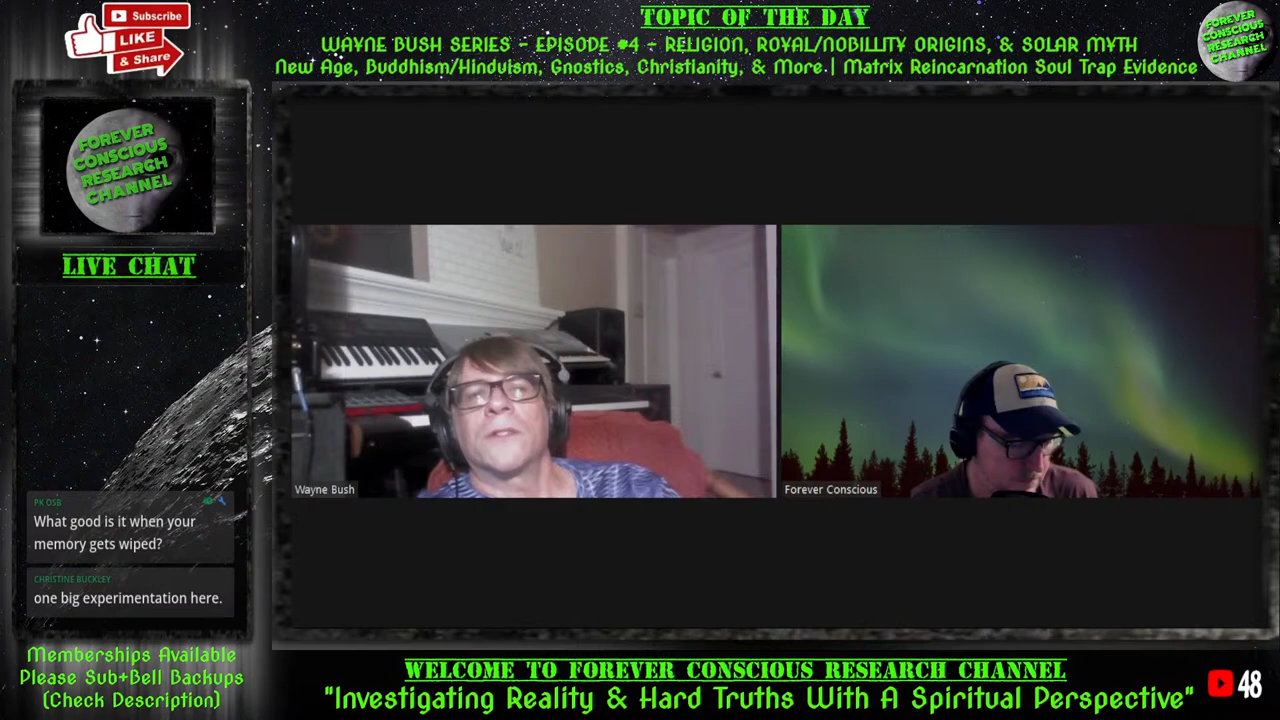 Subscribe
LIKE
& Share
TOPIC OF THE DAY
WAYNE BUSH SERIES - EPISODE #4 - RELIGION, ROYAL/NOBILLITY ORIGINS, & SOLAR MYTH
New Age, Buddhism/Hinduism, Gnostics, Christianity, & More.| Matrix Reincarnation Soul Trap Evidence
FOREVER
CONSCIOUS
RESEARCH
CHANNEL
FOREVER
CONSCIOUS
RESEARCH
CHANNEL
LIVE CHAT
PK OSB
What good is it when your
memory gets wiped?
CHRISTINE BUCKLEY
one big experimentation here.
Wayne Bush
Forever Conscious
Memberships Available
Please Sub+Bell Backups
(Check Description)
WELCOME TO FOREVER CONSCIOUS RESEARCH CHANNEL
"Investigating Reality & Hard Truths With A Spiritual Perspective"
48